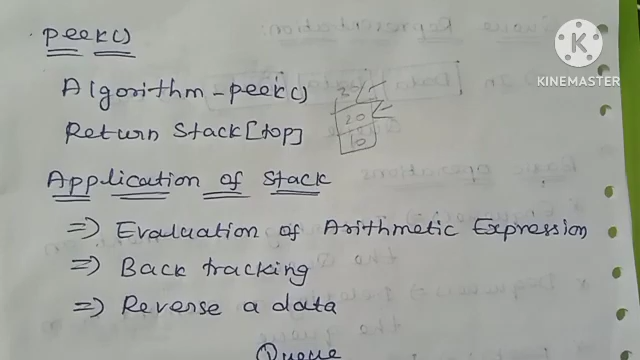 peek()
Algorithm - peek()
Return Stack[top]
30
20
10
Application of Stack
=> Evaluation of Arithmetic Expression
=> Back tracking
=> Reverse a data
Queue
K
KINEMASTER